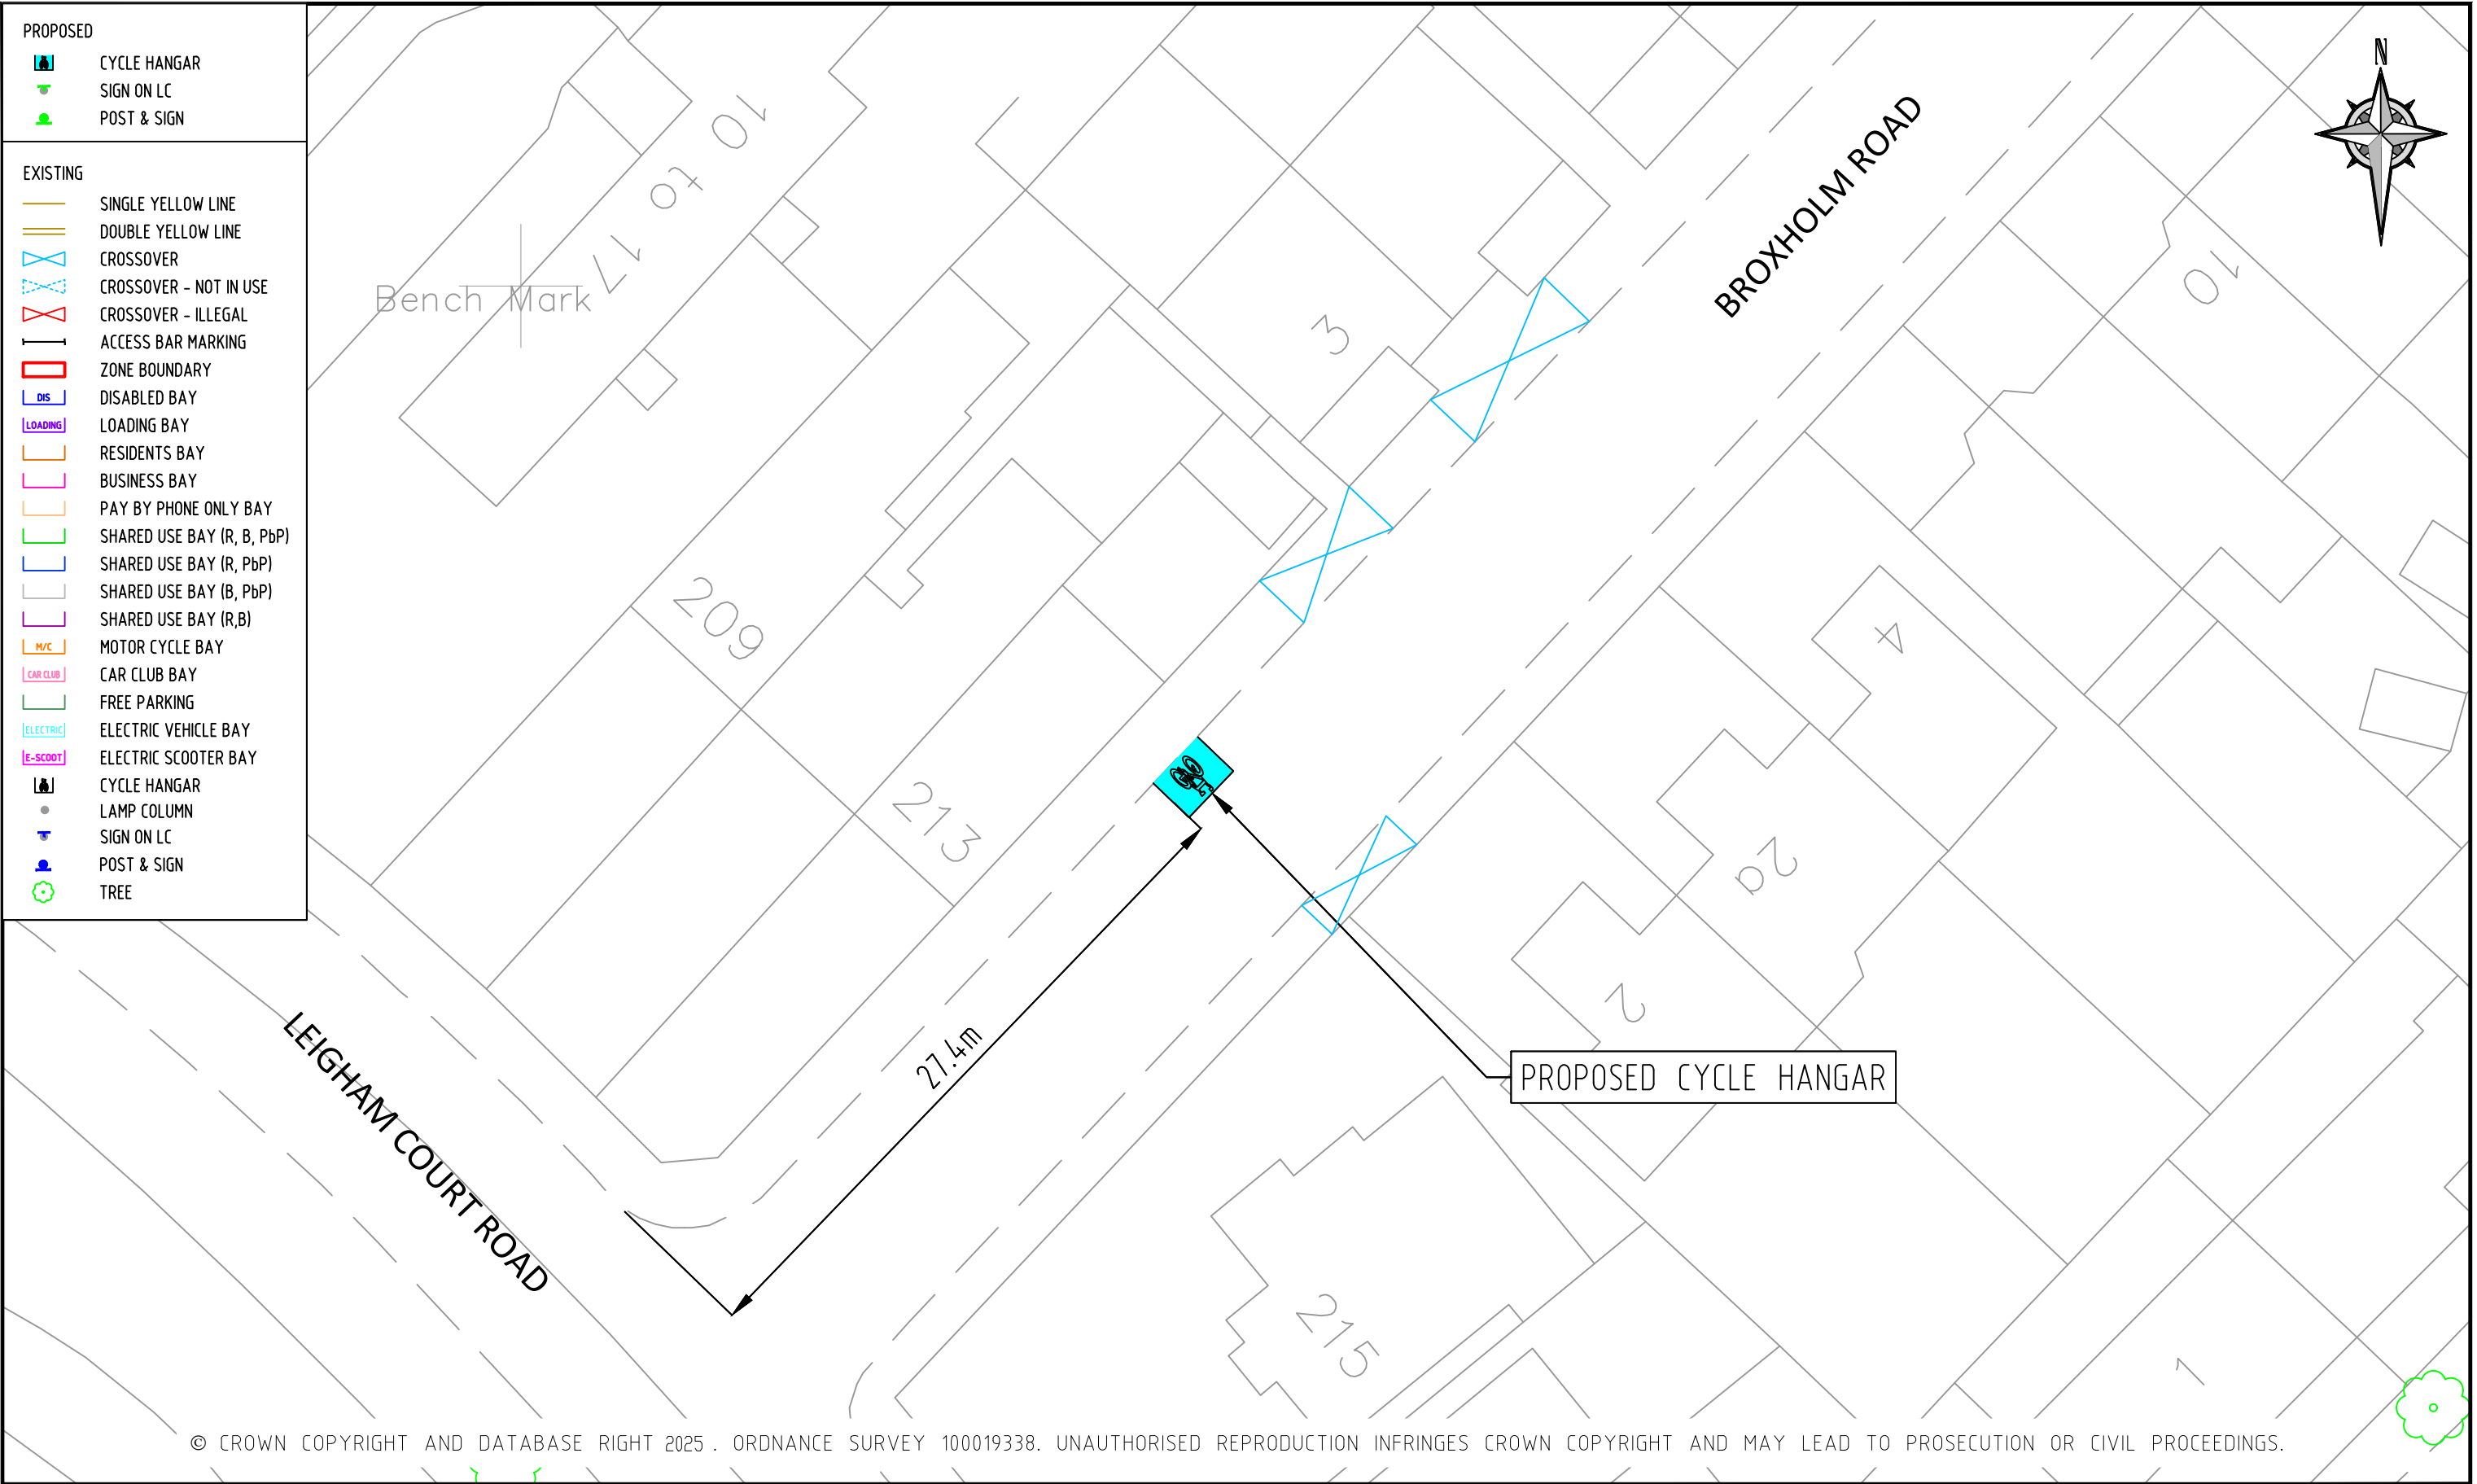 PROPOSED
CYCLE HANGAR
SIGN ON LC
POST & SIGN
EXISTING
SINGLE YELLOW LINE
DOUBLE YELLOW LINE
CROSSOVER
CROSSOVER - NOT IN USE
CROSSOVER - ILLEGAL
ACCESS BAR MARKING
ZONE BOUNDARY
DIS DISABLED BAY
LOADING LOADING BAY
RESIDENTS BAY
BUSINESS BAY
PAY BY PHONE ONLY BAY
SHARED USE BAY (R, B, PbP)
SHARED USE BAY (R, PbP)
SHARED USE BAY (B, PbP)
SHARED USE BAY (R,B)
M/C MOTOR CYCLE BAY
CAR CLUB CAR CLUB BAY
FREE PARKING
ELECTRIC ELECTRIC VEHICLE BAY
E-SCOOT ELECTRIC SCOOTER BAY
CYCLE HANGAR
LAMP COLUMN
SIGN ON LC
POST & SIGN
TREE
N
10 to 17
Bench Mark
BROXHOLM ROAD
10
3
209
4
213
2a
2
27.4m
PROPOSED CYCLE HANGAR
LEIGHAM COURT ROAD
215
1
© CROWN COPYRIGHT AND DATABASE RIGHT 2025 . ORDNANCE SURVEY 100019338. UNAUTHORISED REPRODUCTION INFRINGES CROWN COPYRIGHT AND MAY LEAD TO PROSECUTION OR CIVIL PROCEEDINGS.